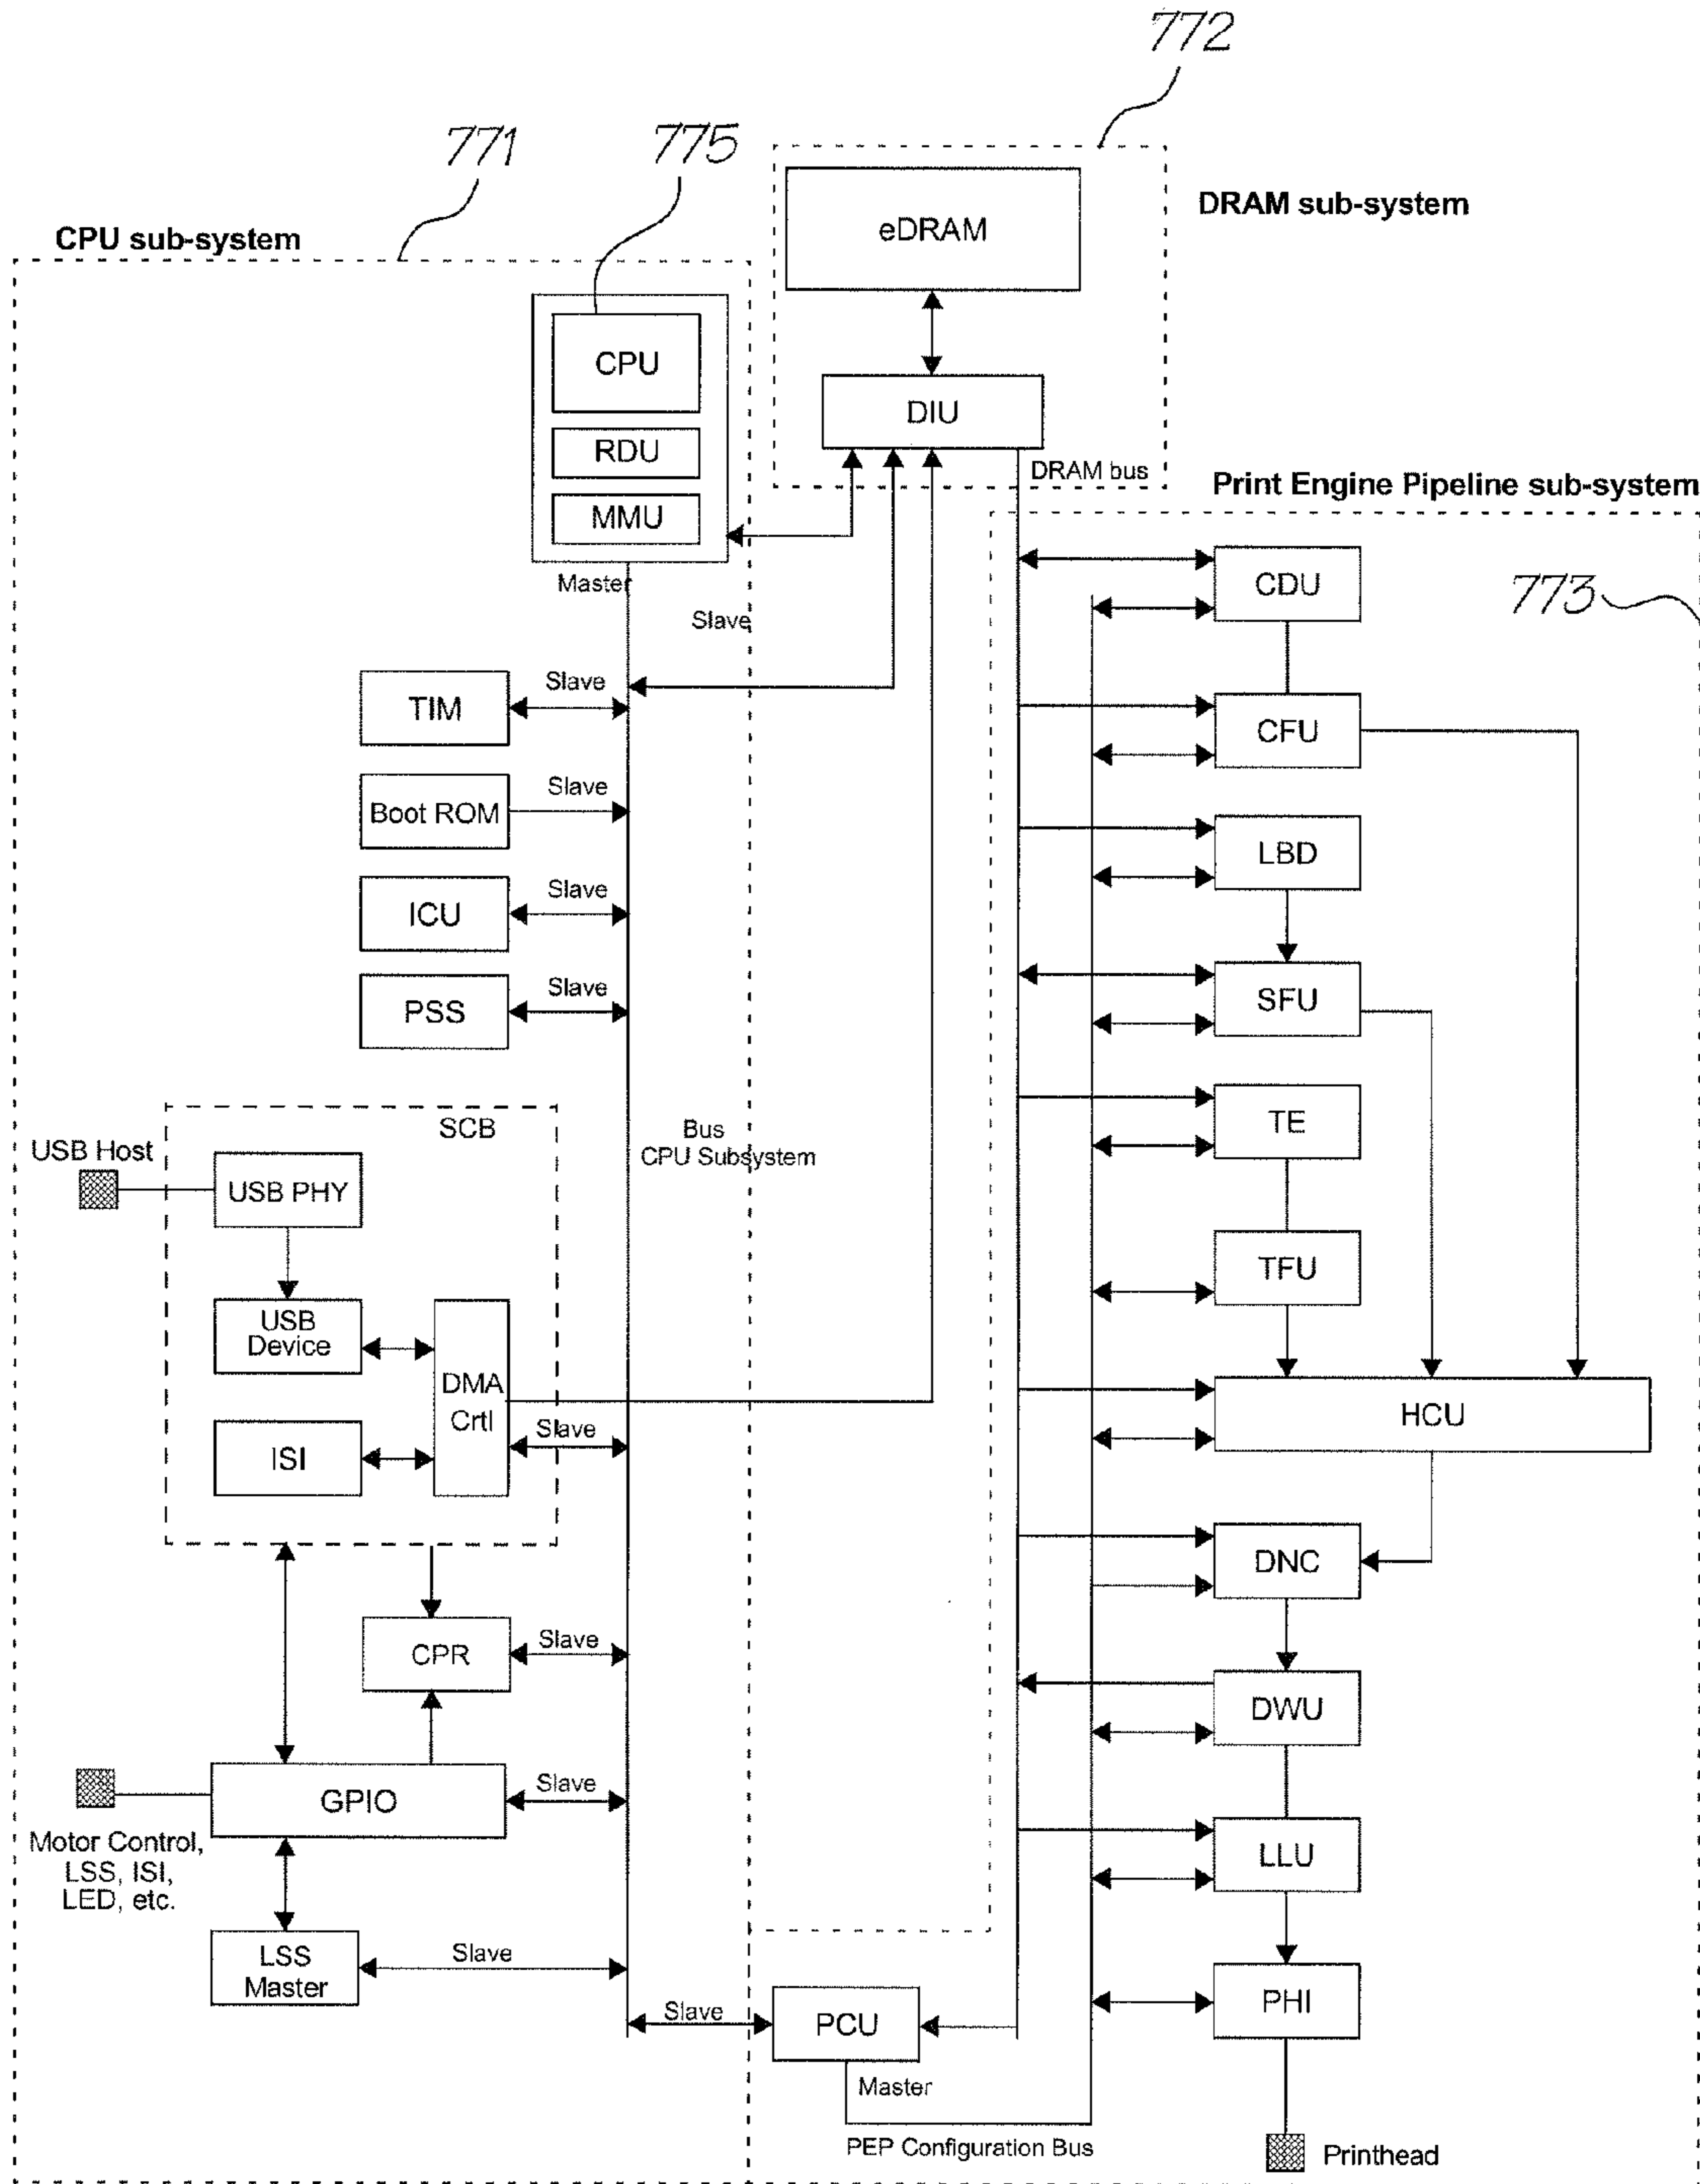 772
771
775
DRAM sub-system
CPU sub-system
eDRAM
CPU
DIU
RDU
DRAM bus
Print Engine Pipeline sub-system
MMU
Master
CDU
773
Slave
TIM
Slave
CFU
Boot ROM
Slave
LBD
ICU
Slave
PSS
Slave
SFU
SCB
TE
USB Host
Bus
CPU Subsystem
USB PHY
TFU
USB
Device
DMA
Crtl
HCU
Slave
ISI
DNC
CPR
Slave
DWU
GPIO
Slave
Motor Control,
LSS, ISI,
LED, etc.
LLU
LSS
Master
Slave
PHI
Slave
PCU
Master
PEP Configuration Bus
Printhead